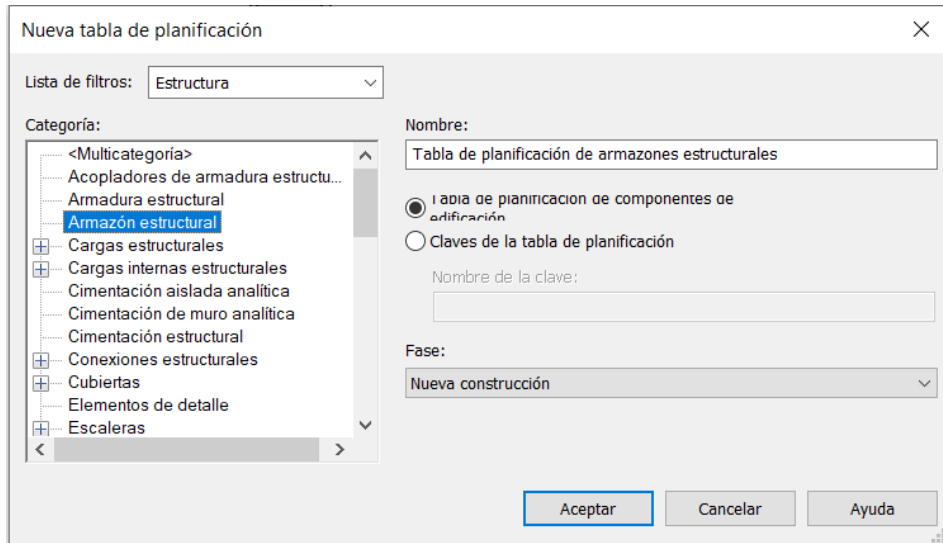 Nueva tabla de planificación
Lista de filtros: Estructura
Categoría:
<Multicategoría>
Acopladores de armadura estructu...
Armadura estructural
Armazón estructural
Cargas estructurales
Cargas internas estructurales
Cimentación aislada analítica
Cimentación de muro analítica
Cimentación estructural
Conexiones estructurales
Cubiertas
Elementos de detalle
Escaleras
Nombre:
Tabla de planificación de armazones estructurales
Tabla de planificación de componentes de
edificación
Claves de la tabla de planificación
Nombre de la clave:
Fase:
Nueva construcción
Aceptar
Cancelar
Ayuda